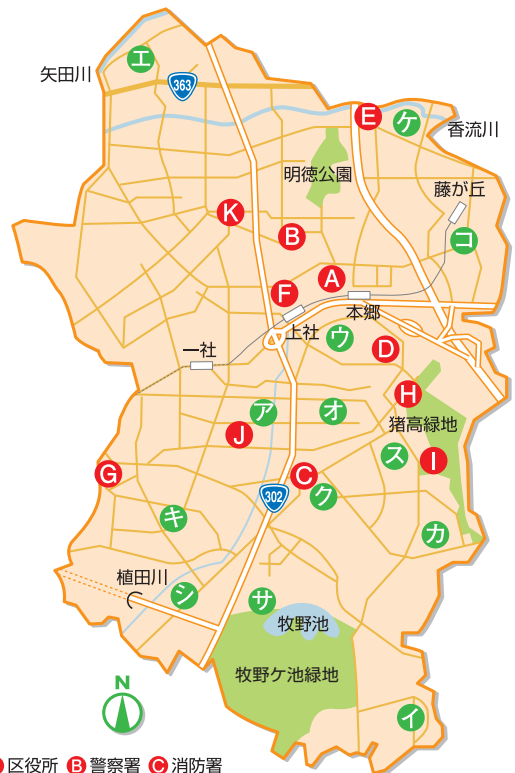 エ
矢田川
363
E
ケ
香流川
明徳公園
藤が丘
K
B
コ
A
F
本郷
上社
ウ
D
一社
H
ア
オ
猪高緑地
J
ス
I
G
C
302
ク
キ
カ
植田川
シ
サ
牧野池
牧野ケ池緑地
N
イ
区役所 B 警察署 C 消防署